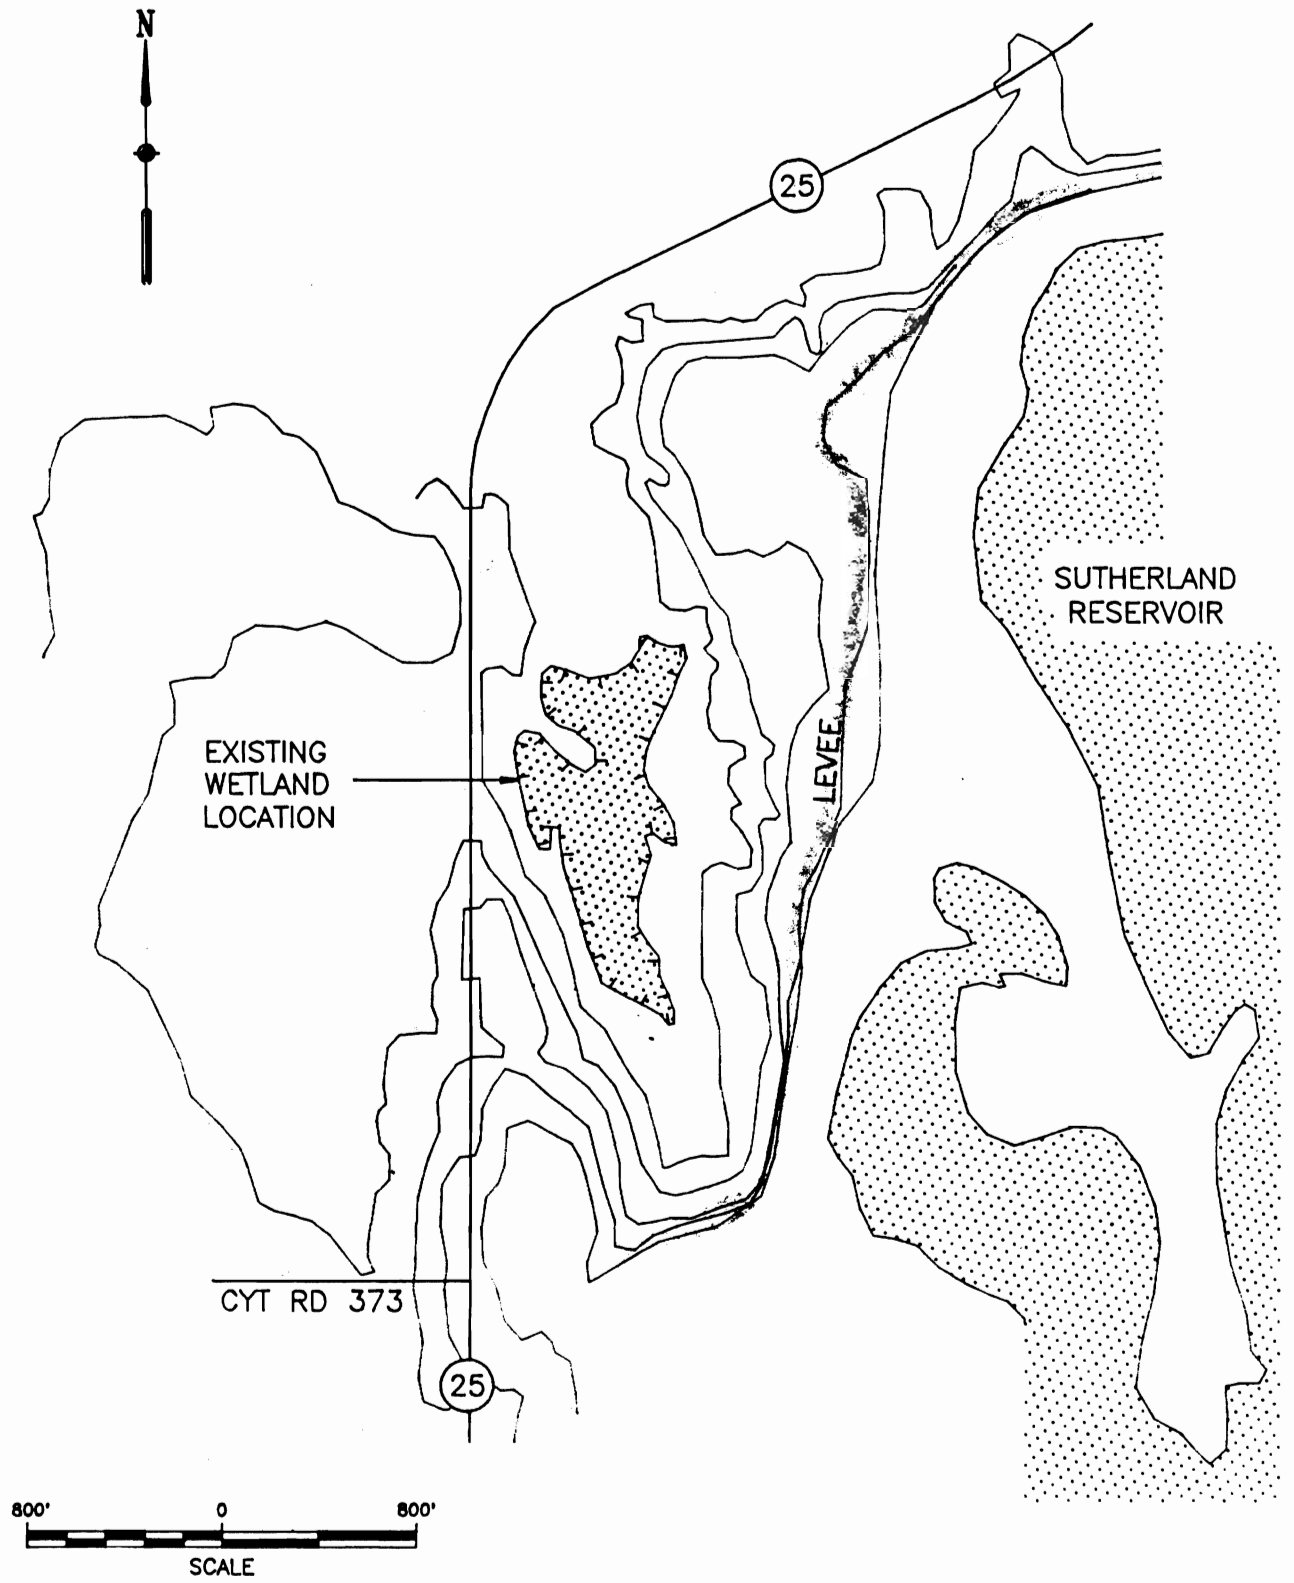 N
25
SUTHERLAND
RESERVOIR
EXISTING
WETLAND
LOCATION
LEVEE
CYT RD 373
25
800' 0 800'
SCALE